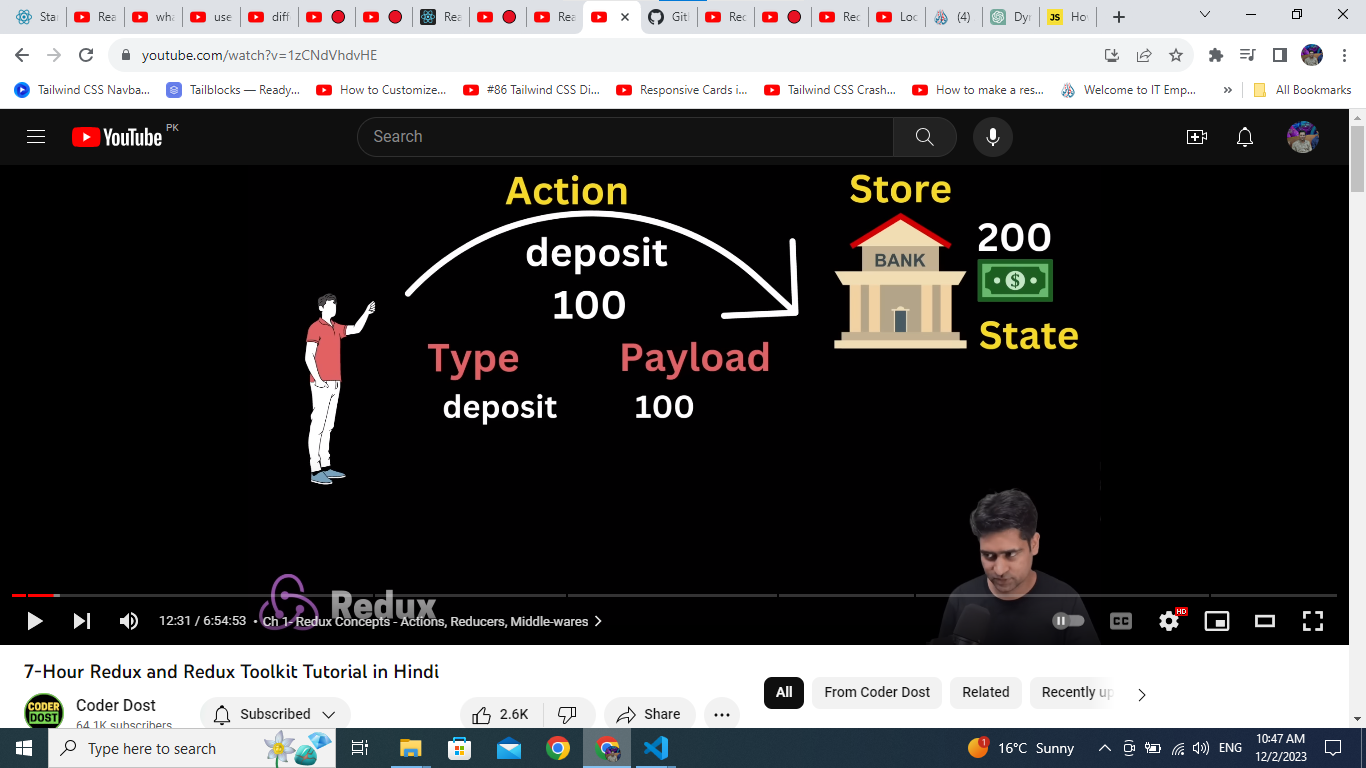 Star
Rea
wha
use
diff
Rea
Rea
Git
Rec
Rec
Loc
(4)
Dyn
JS
Ho
youtube.com/watch?v=1zCNdVhdvHE
Tailwind CSS Navba...
Tailblocks — Ready...
How to Customize...
#86 Tailwind CSS Di...
Responsive Cards i...
Tailwind CSS Crash...
How to make a res...
Welcome to IT Emp...
»
All Bookmarks
YouTube PK
Search
Action
Store
deposit
200
BANK
$
100
State
Type
Payload
deposit
100
Redux
12:31 / 6:54:53 • Ch 1- Redux Concepts - Actions, Reducers, Middle-wares
CC
HD
7-Hour Redux and Redux Toolkit Tutorial in Hindi
CODER DOST
Coder Dost
64.1K subscribers
Subscribed
2.6K
Share
All
From Coder Dost
Related
Recently up
Type here to search
1
16°C Sunny
ENG
10:47 AM
12/2/2023